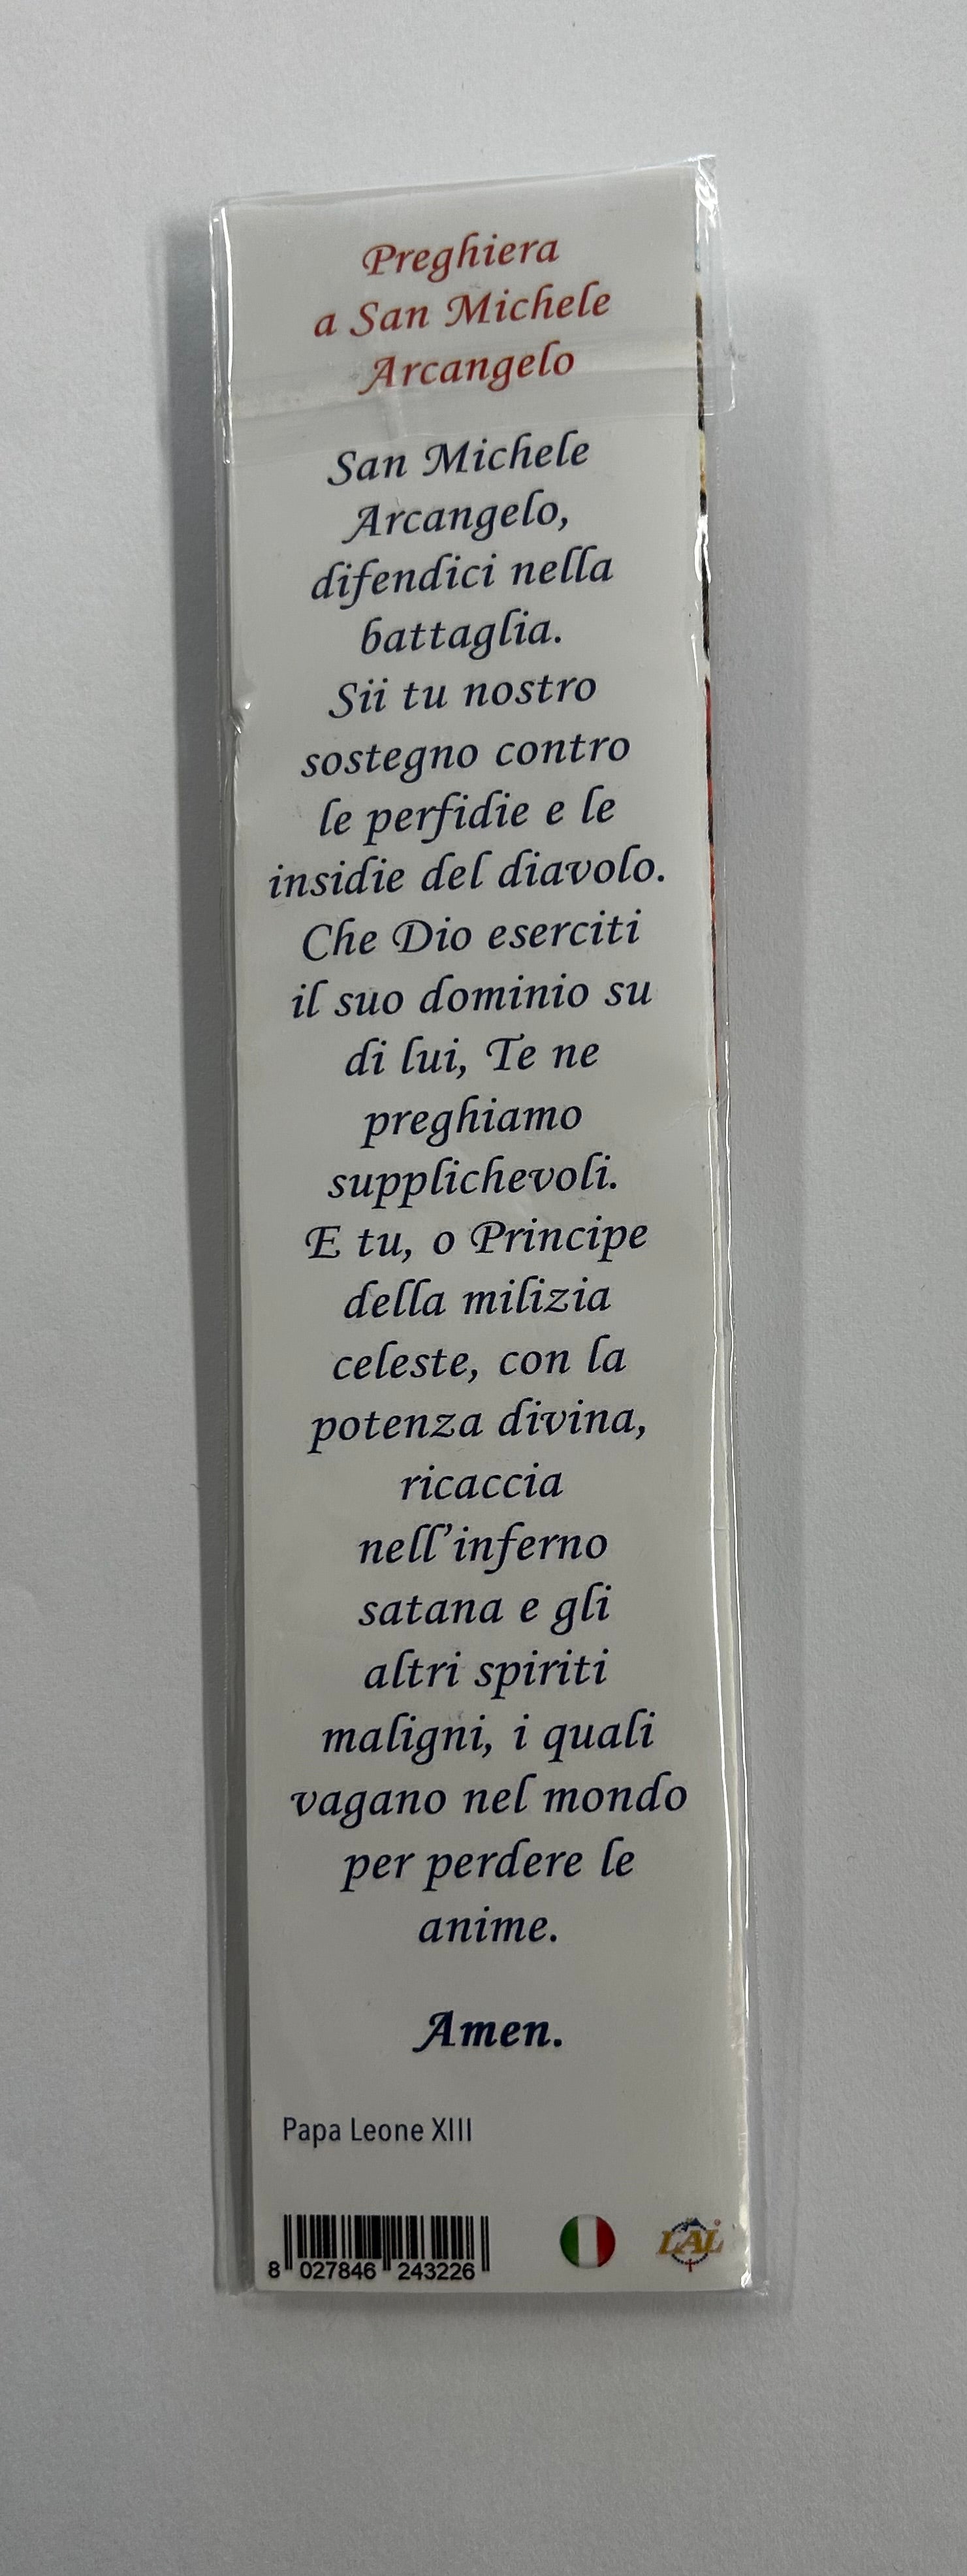 Preghiera
a San Michele
Arcangelo
San Michele
Arcangelo,
difendici nella
battaglia.
Sii tu nostro
sostegno contro
le perfidie e le
insidie del diavolo.
Che Dio eserciti
il suo dominio su
di lui, Te ne
preghiamo
supplichevoli.
E tu, o Principe
della milizia
celeste, con la
potenza divina,
ricaccia
nell'inferno
satana e gli
altri spiriti
maligni, i quali
vagano nel mondo
per perdere le
anime.
Amen.
Papa Leone XIII
8 027846 243226
LAI